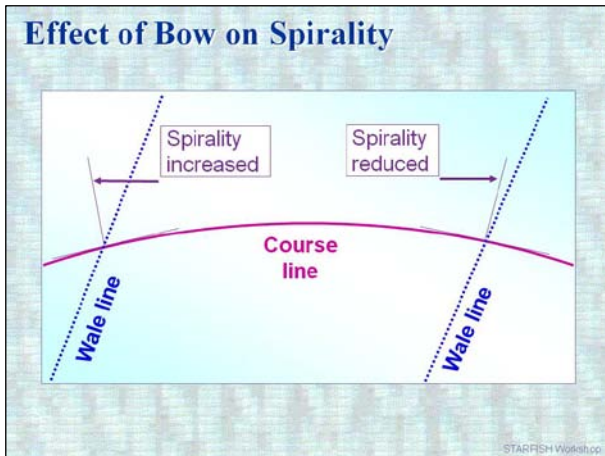 Effect of Bow on Spirality
Spirality
increased
Spirality
reduced
Course
line
Wale line
Wale line
STARFISH Workshop